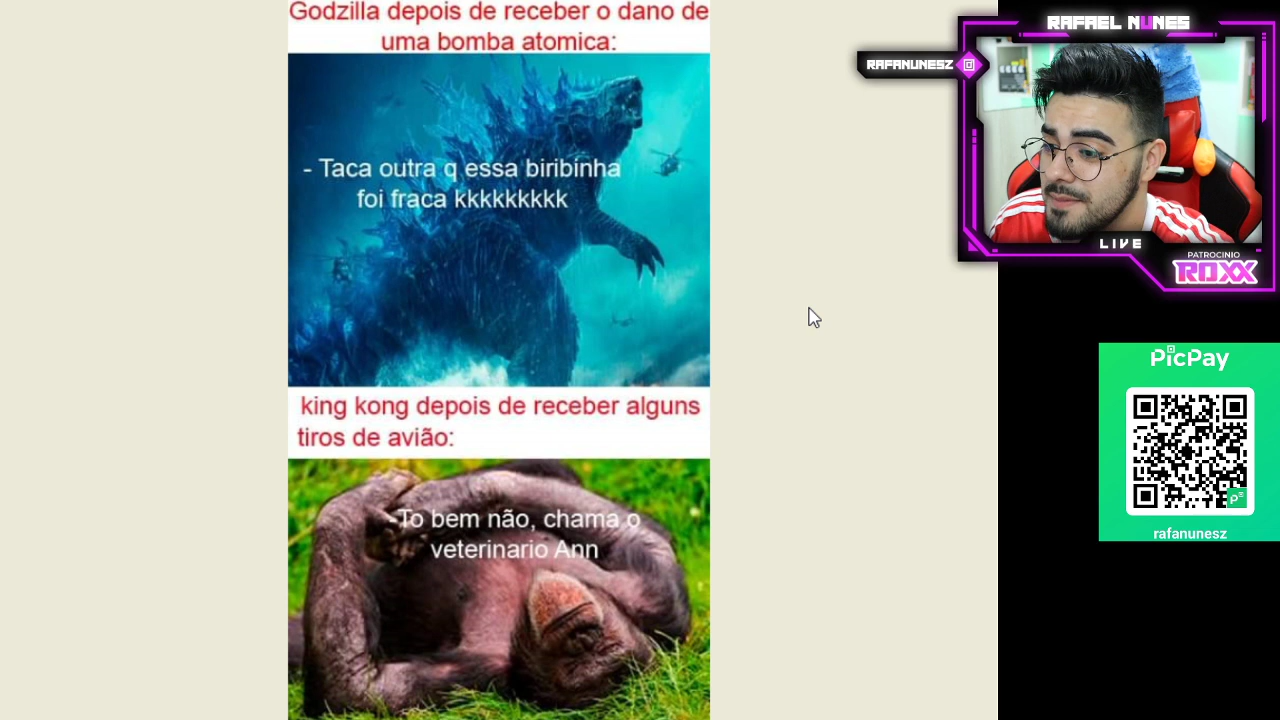 Godzilla depois de receber o dano de
uma bomba atomica:
- Taca outra q essa biribinha
foi fraca kkkkkkkkk
king kong depois de receber alguns
tiros de avião:
-To bem não, chama o
veterinario Ann
RAFAEL NUNES
RAFANUNESZ
LIVE
PATROCINIO
ROXX
PicPay
rafanunesz